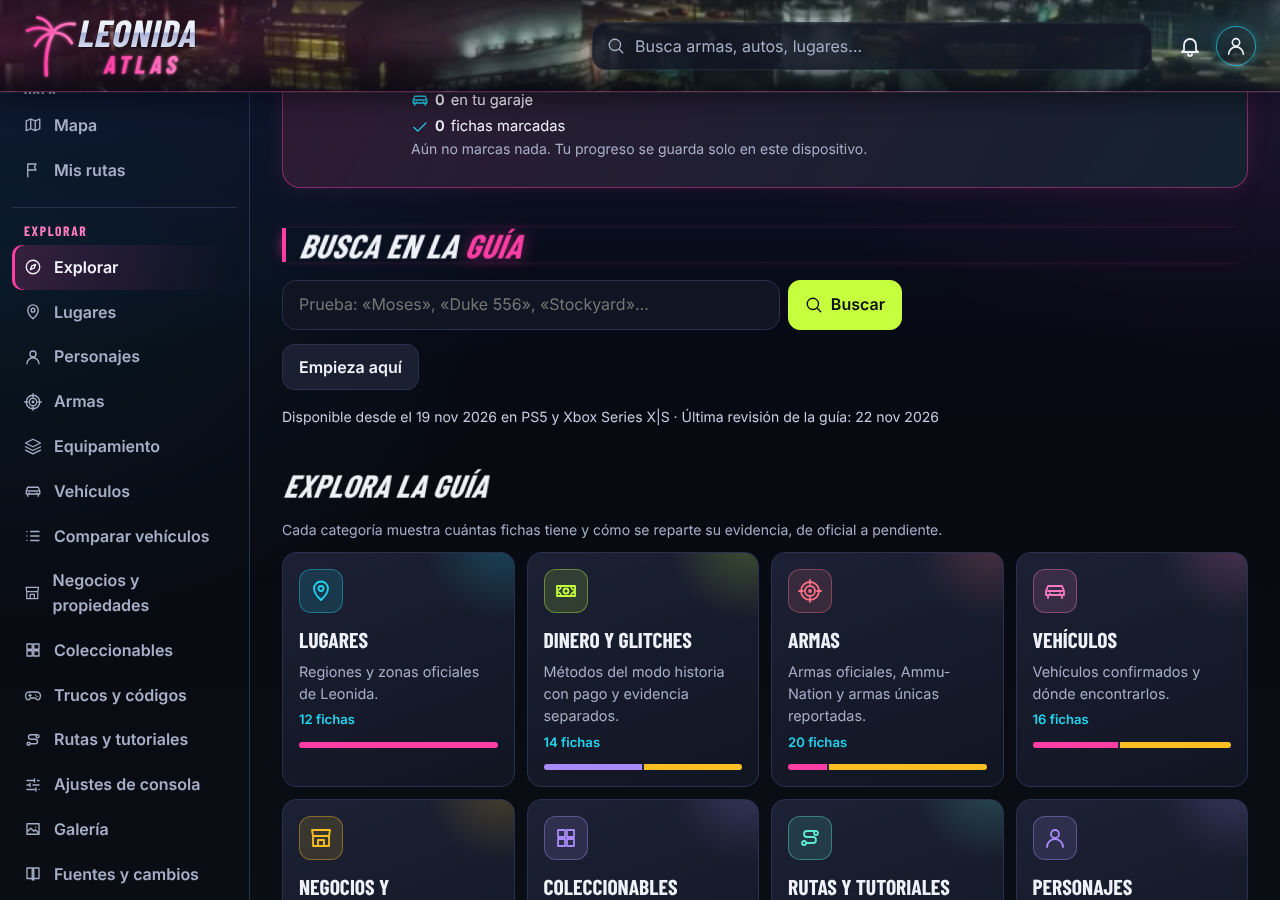 LEONIDA
ATLAS
Busca armas, autos, lugares...
Mapa
Mis rutas
EXPLORAR
Explorar
Lugares
Personajes
Armas
Equipamiento
Vehículos
Comparar vehículos
Negocios y
propiedades
Coleccionables
Trucos y códigos
Rutas y tutoriales
Ajustes de consola
Galería
Fuentes y cambios
0 en tu garaje
0 fichas marcadas
Aún no marcas nada. Tu progreso se guarda solo en este dispositivo.
BUSCA EN LA GUÍA
Prueba: «Moses», «Duke 556», «Stockyard»...
Buscar
Empieza aquí
Disponible desde el 19 nov 2026 en PS5 y Xbox Series X|S · Última revisión de la guía: 22 nov 2026
EXPLORA LA GUÍA
Cada categoría muestra cuántas fichas tiene y cómo se reparte su evidencia, de oficial a pendiente.
LUGARES
Regiones y zonas oficiales
de Leonida.
12 fichas
DINERO Y GLITCHES
Métodos del modo historia
con pago y evidencia
separados.
14 fichas
ARMAS
Armas oficiales, Ammu-
Nation y armas únicas
reportadas.
20 fichas
VEHÍCULOS
Vehículos confirmados y
dónde encontrarlos.
16 fichas
NEGOCIOS Y
COLECCIONABLES
RUTAS Y TUTORIALES
PERSONAJES